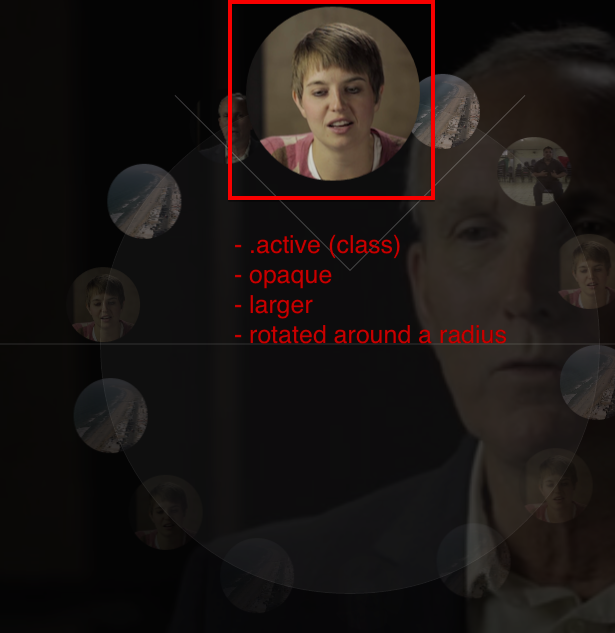 - .active (class)
- opaque
- larger
- rotated around a radius